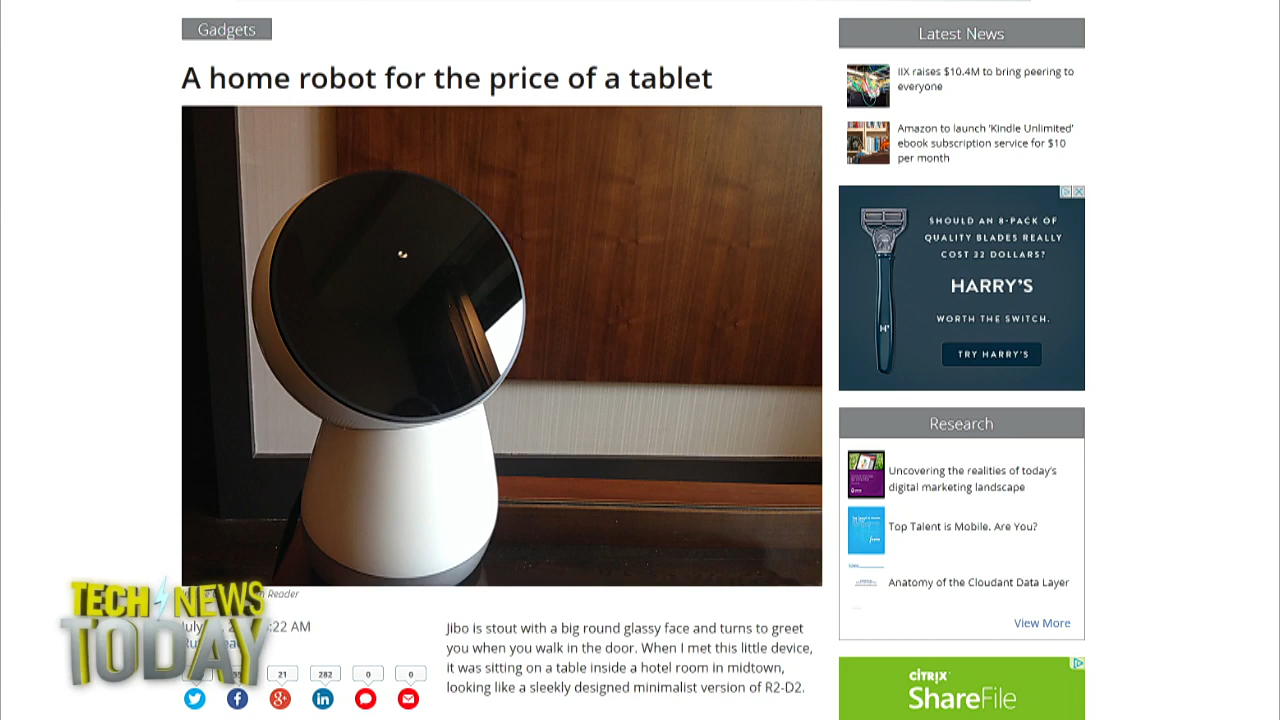 Gadgets
A home robot for the price of a tablet
Reader
July
:22 AM
21
282
0
0
Jibo is stout with a big round glassy face and turns to greet
you when you walk in the door. When I met this little device,
it was sitting on a table inside a hotel room in midtown,
looking like a sleekly designed minimalist version of R2-D2.
TECH NEWS
TODAY
Latest News
IIX raises $10.4M to bring peering to
everyone
Amazon to launch 'Kindle Unlimited'
ebook subscription service for $10
per month
SHOULD AN 8-PACK OF
QUALITY BLADES REALLY
COST 32 DOLLARS?
HARRY'S
WORTH THE SWITCH.
TRY HARRY'S
Research
Uncovering the realities of today's
digital marketing landscape
Top Talent is Mobile. Are You?
Anatomy of the Cloudant Data Layer
View More
CITRIX
ShareFile